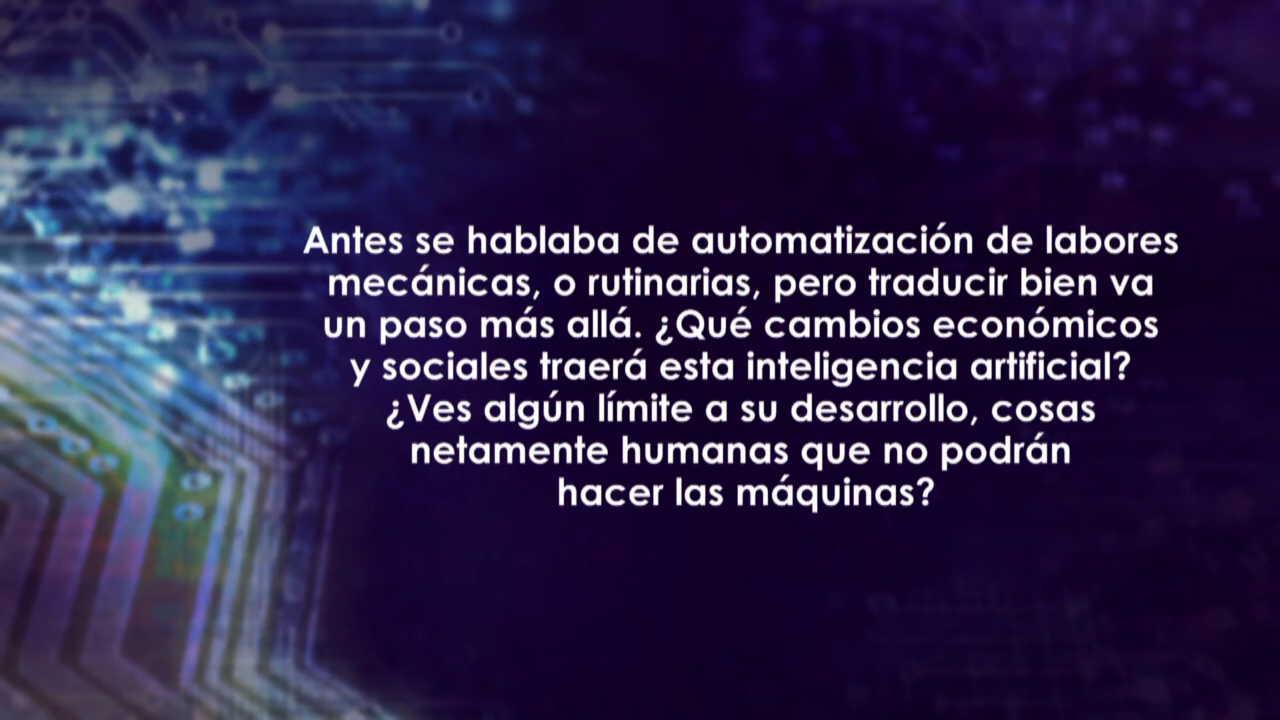 Antes se hablaba de automatización de labores
mecánicas, o rutinarias, pero traducir bien va
un paso más allá. ¿Qué cambios económicos
y sociales traerá esta inteligencia artificial?
¿Ves algún límite a su desarrollo, cosas
netamente humanas que no podrán
hacer las máquinas?